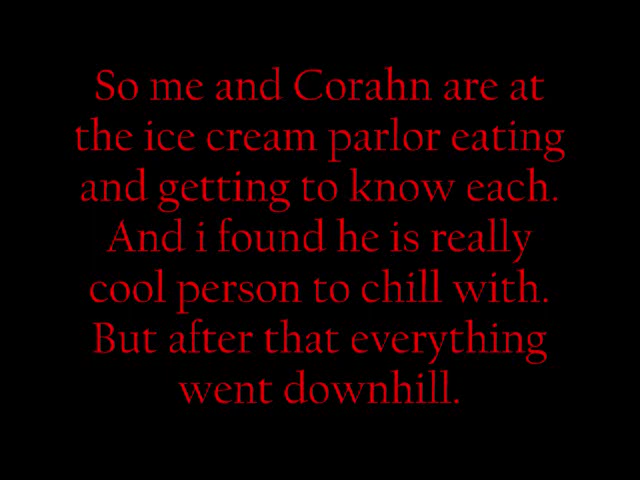 So me and Corahn are at
the ice cream parlor eating
and getting to know each.
And i found he is really
cool person to chill with.
But after that everything
went downhill.